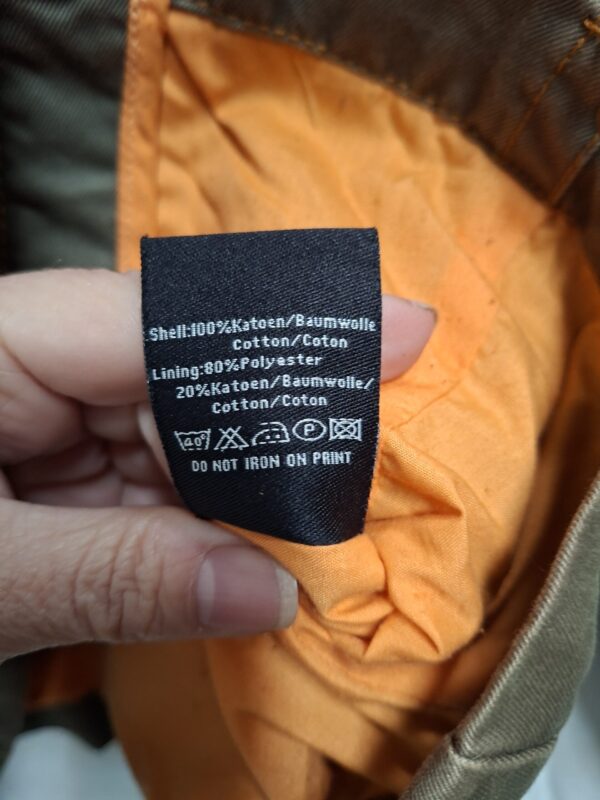 Shell:100%Katoen/Baumwolle
Cotton/Coton
Lining:80%Polyester
20%Katoen/Baumwolle/
Cotton/Coton
40° P
DO NOT IRON ON PRINT